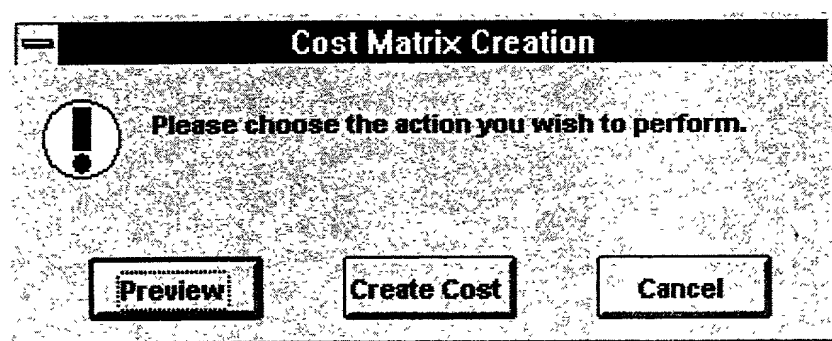 Cost Matrix Creation
Please choose the action you wish to perform.
Preview Create Cost Cancel